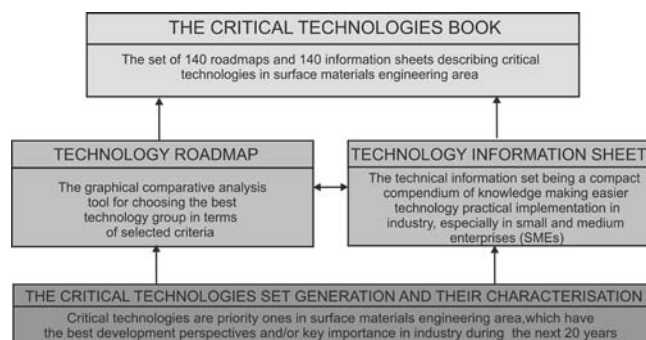 THE CRITICAL TECHNOLOGIES BOOK
The set of 140 roadmaps and 140 information sheets describing critical
technologies in surface materials engineering area
TECHNOLOGY ROADMAP
The graphical comparative analysis
tool for choosing the best
technology group in terms
of selected criteria
TECHNOLOGY INFORMATION SHEET
The technical information set being a compact
compendium of knowledge making easier
technology practical implementation in
industry, especially in small and medium
enterprises (SMEs)
THE CRITICAL TECHNOLOGIES SET GENERATION AND THEIR CHARACTERISATION
Critical technologies are priority ones in surface materials engineering area,which have
the best development perspectives and/or key importance in industry during the next 20 years